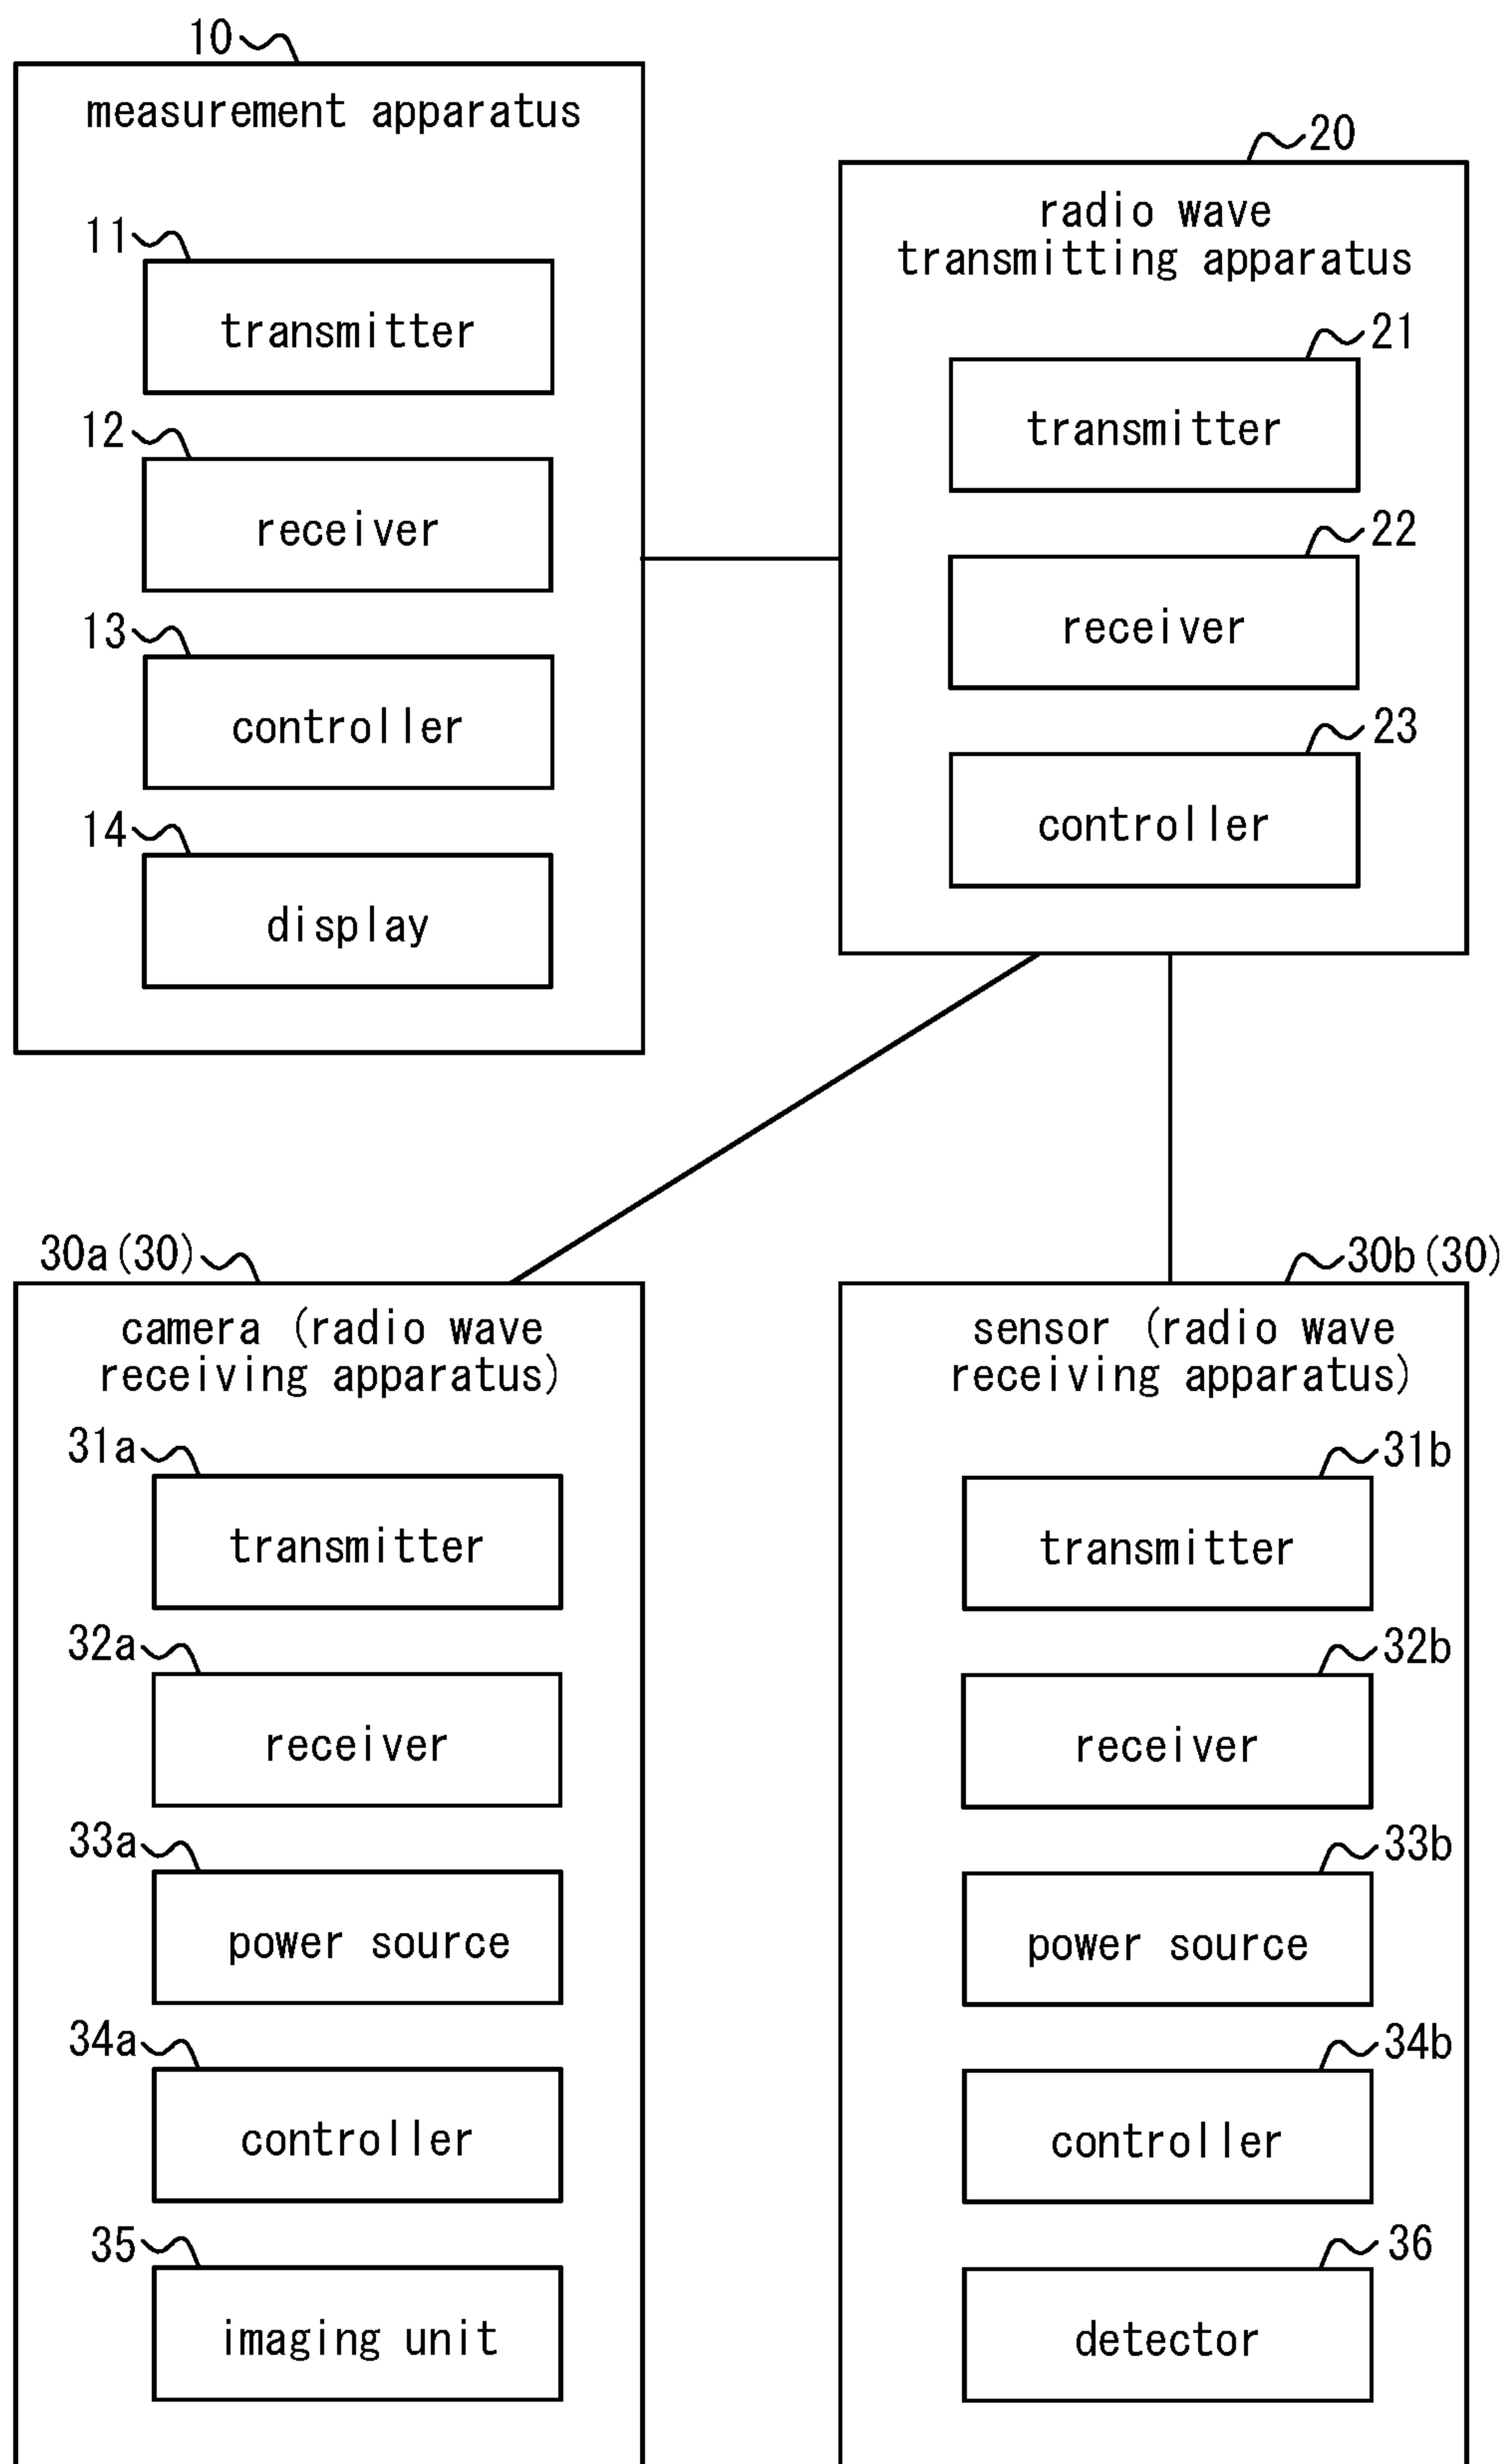 10
measurement apparatus
11
transmitter
12
receiver
13
controller
14
display
20
radio wave
transmitting apparatus
21
transmitter
22
receiver
23
controller
30a(30)
camera (radio wave
receiving apparatus)
31a
transmitter
32a
receiver
33a
power source
34a
controller
35
imaging unit
30b(30)
sensor (radio wave
receiving apparatus)
31b
transmitter
32b
receiver
33b
power source
34b
controller
36
detector